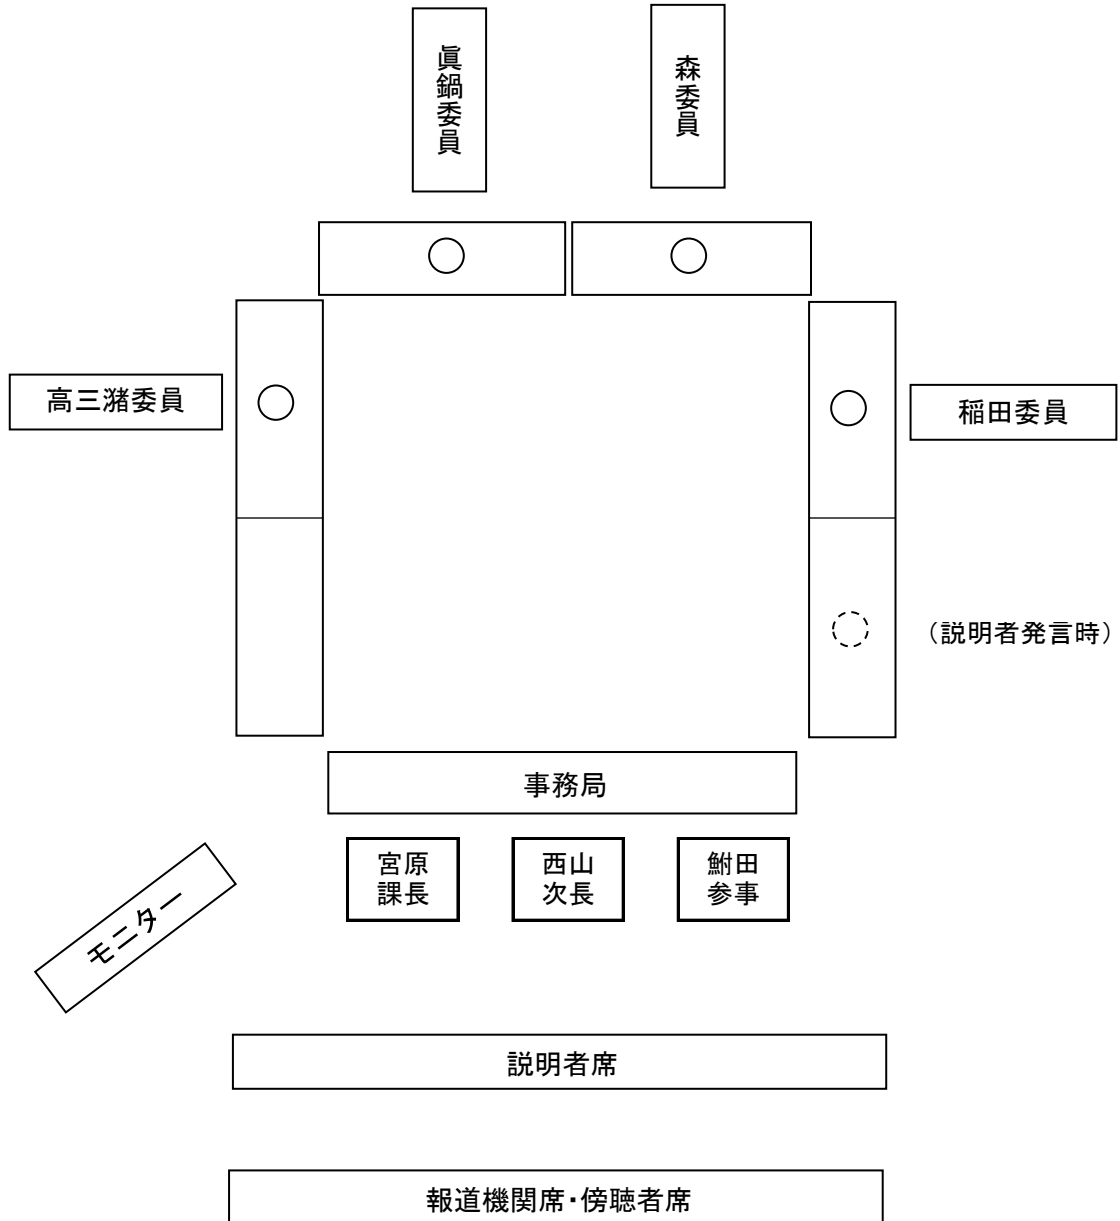 眞鍋委員
森委員
高三瀦委員
稲田委員
（説明者発言時）
事務局
宮原
課長
西山
次長
鮒田
参事
モニター
説明者席
報道機関席・傍聴者席